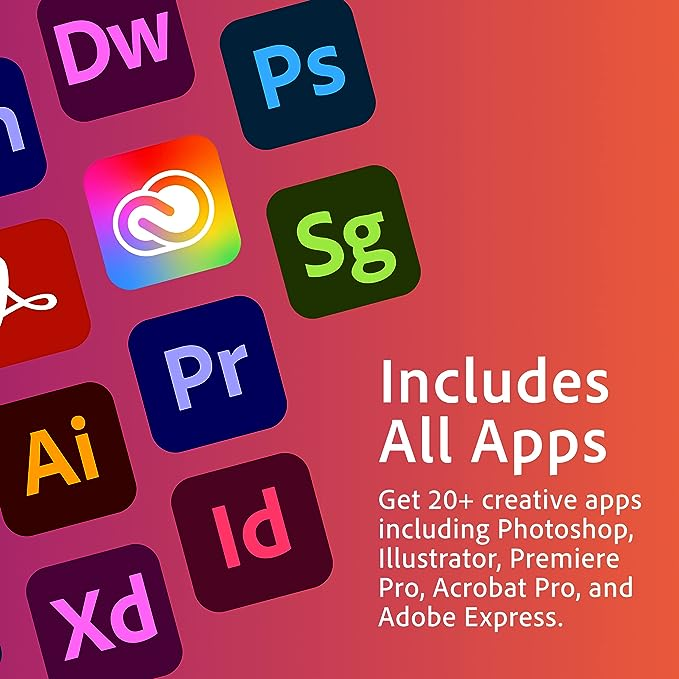 Dw
Ps
n
Sg
Pr
Ai
Id
Xd
Includes
All Apps
Get 20+ creative apps
including Photoshop,
Illustrator, Premiere
Pro, Acrobat Pro, and
Adobe Express.